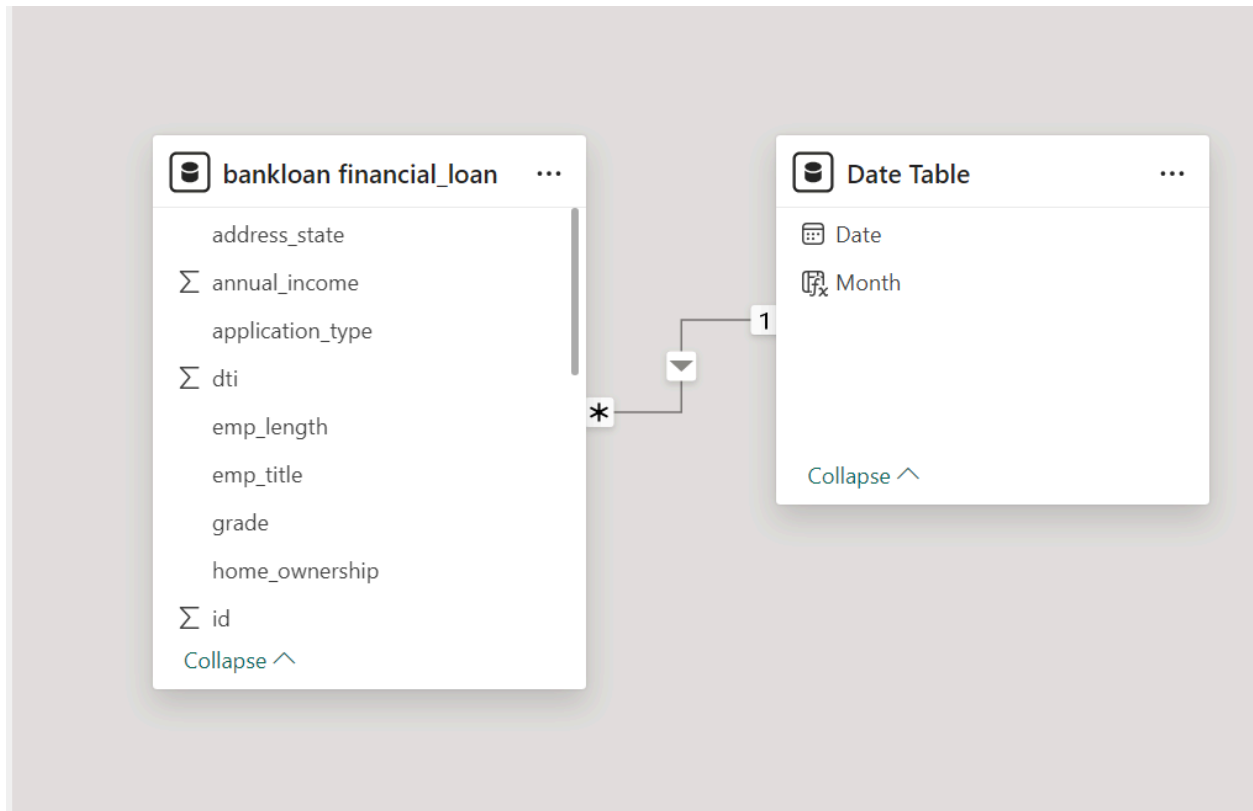 bankloan financial_loan
address_state
annual_income
application_type
dti
emp_length
emp_title
grade
home_ownership
id
Collapse
*
1
Date Table
Date
Month
Collapse